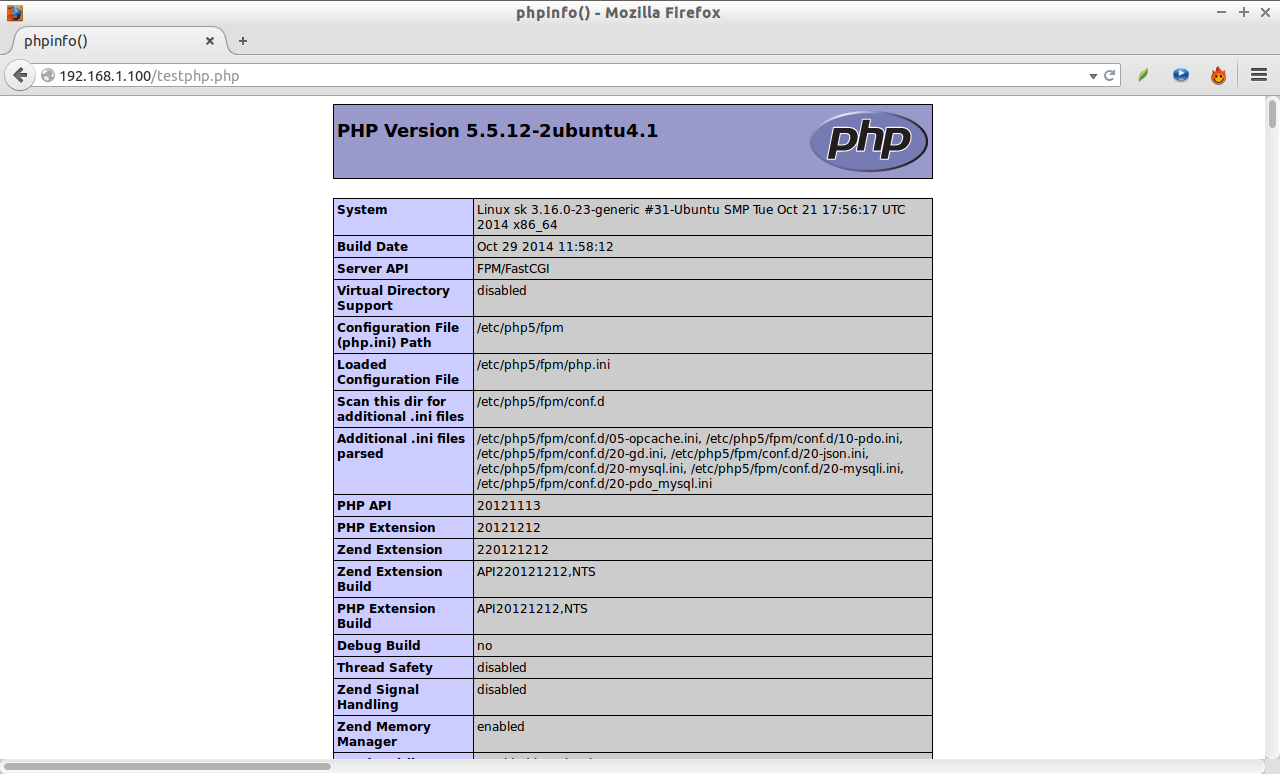 phpinfo() - Mozilla Firefox
phpinfo()
192.168.1.100/testphp.php
PHP Version 5.5.12-2ubuntu4.1
php
System
Linux sk 3.16.0-23-generic #31-Ubuntu SMP Tue Oct 21 17:56:17 UTC
2014 x86_64
Build Date
Oct 29 2014 11:58:12
Server API
FPM/FastCGI
Virtual Directory
Support
disabled
Configuration File
(php.ini) Path
/etc/php5/fpm
Loaded
Configuration File
/etc/php5/fpm/php.ini
Scan this dir for
additional .ini files
/etc/php5/fpm/conf.d
Additional .ini files
parsed
/etc/php5/fpm/conf.d/05-opcache.ini, /etc/php5/fpm/conf.d/10-pdo.ini,
/etc/php5/fpm/conf.d/20-gd.ini, /etc/php5/fpm/conf.d/20-json.ini,
/etc/php5/fpm/conf.d/20-mysql.ini, /etc/php5/fpm/conf.d/20-mysqli.ini,
/etc/php5/fpm/conf.d/20-pdo_mysql.ini
PHP API
20121113
PHP Extension
20121212
Zend Extension
220121212
Zend Extension
Build
API220121212,NTS
PHP Extension
Build
API20121212,NTS
Debug Build
no
Thread Safety
disabled
Zend Signal
Handling
disabled
Zend Memory
Manager
enabled